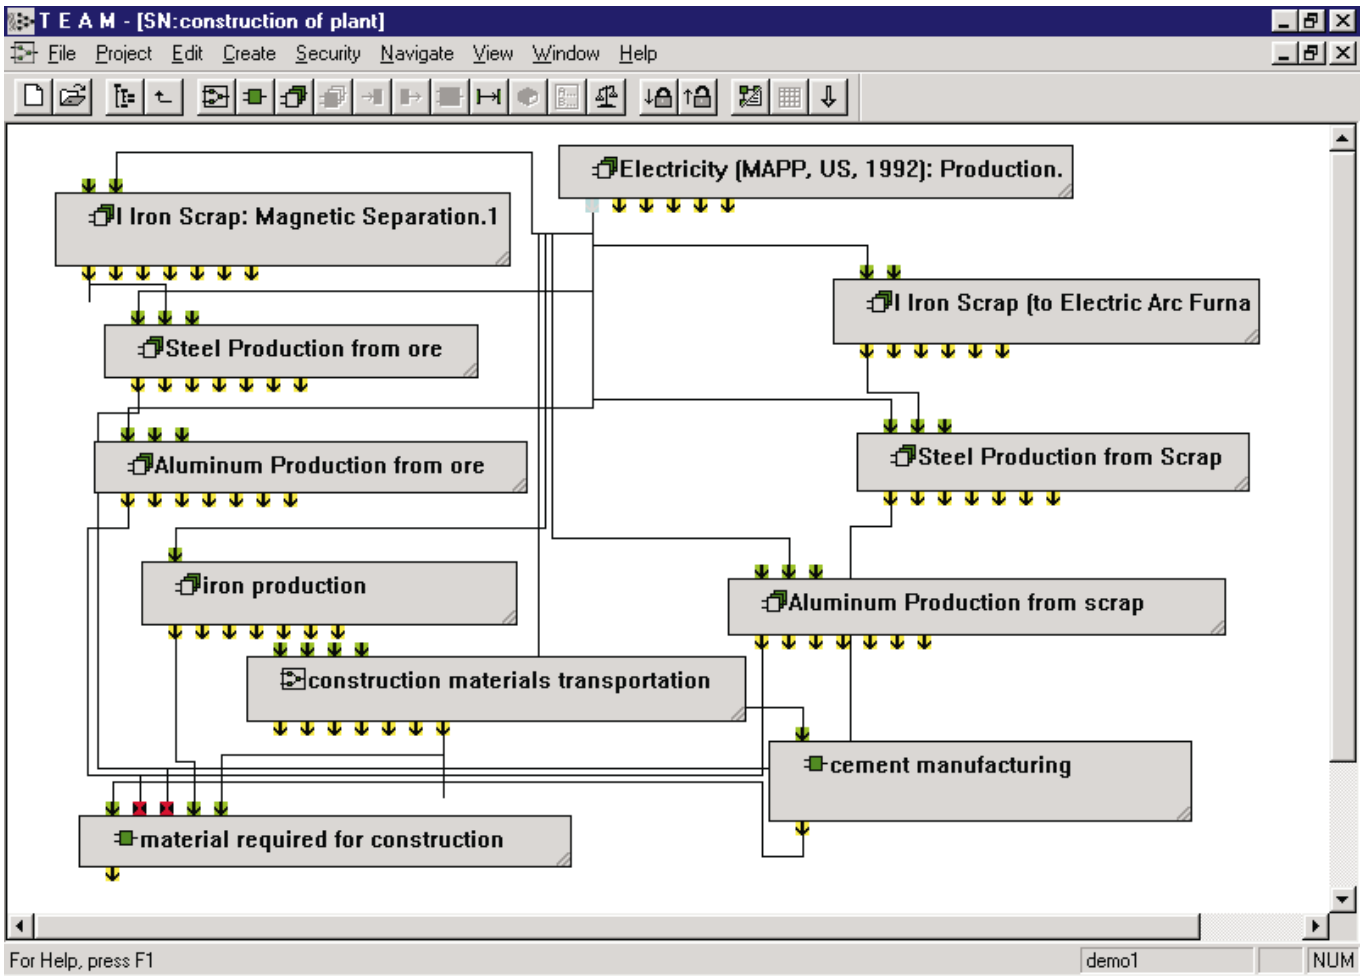 T E A M - [SN:construction of plant]
File Project Edit Create Security Navigate View Window Help
Electricity (MAPP, US, 1992): Production.
I Iron Scrap: Magnetic Separation.1
I Iron Scrap (to Electric Arc Furna
Steel Production from ore
Aluminum Production from ore
Steel Production from Scrap
iron production
Aluminum Production from scrap
construction materials transportation
cement manufacturing
material required for construction
For Help, press F1
demo1
NUM